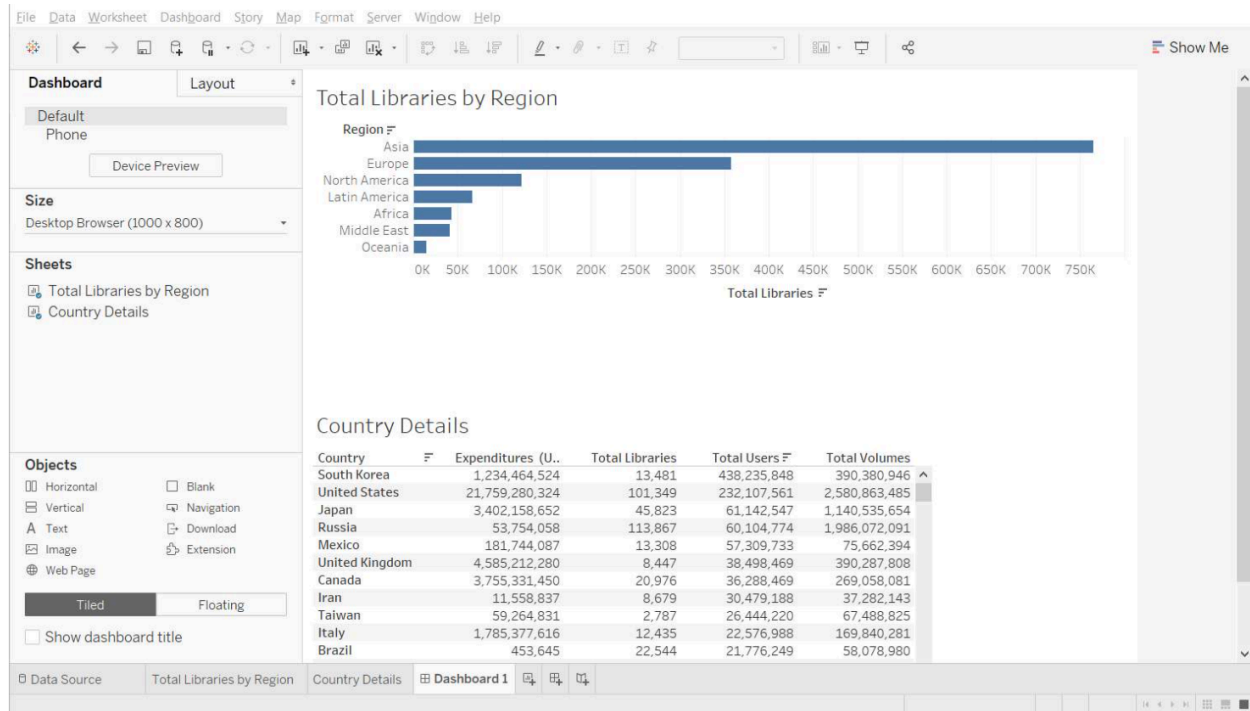 File Data Worksheet Dashboard Story Map Format Server Window Help
Show Me
Dashboard Layout
Default
Phone
Device Preview
Size
Desktop Browser (1000 x 800)
Sheets
Total Libraries by Region
Country Details
Objects
Horizontal Blank
Vertical Navigation
A Text Download
Image Extension
Web Page
Tiled Floating
Show dashboard title
Total Libraries by Region
Region
Asia
Europe
North America
Latin America
Africa
Middle East
Oceania
0K 50K 100K 150K 200K 250K 300K 350K 400K 450K 500K 550K 600K 650K 700K 750K
Total Libraries
Country Details
Country Expenditures (U.. Total Libraries Total Users Total Volumes
South Korea 1,234,464,524 13,481 438,235,848 390,380,946
United States 21,759,280,324 101,349 232,107,561 2,580,863,485
Japan 3,402,158,652 45,823 61,142,547 1,140,535,654
Russia 53,754,058 113,867 60,104,774 1,986,072,091
Mexico 181,744,087 13,308 57,309,733 75,662,394
United Kingdom 4,585,212,280 8,447 38,498,469 390,287,808
Canada 3,755,331,450 20,976 36,288,469 269,058,081
Iran 11,558,837 8,679 30,479,188 37,282,143
Taiwan 59,264,831 2,787 26,444,220 67,488,825
Italy 1,785,377,616 12,435 22,576,988 169,840,281
Brazil 453,645 22,544 21,776,249 58,078,980
Data Source Total Libraries by Region Country Details Dashboard 1